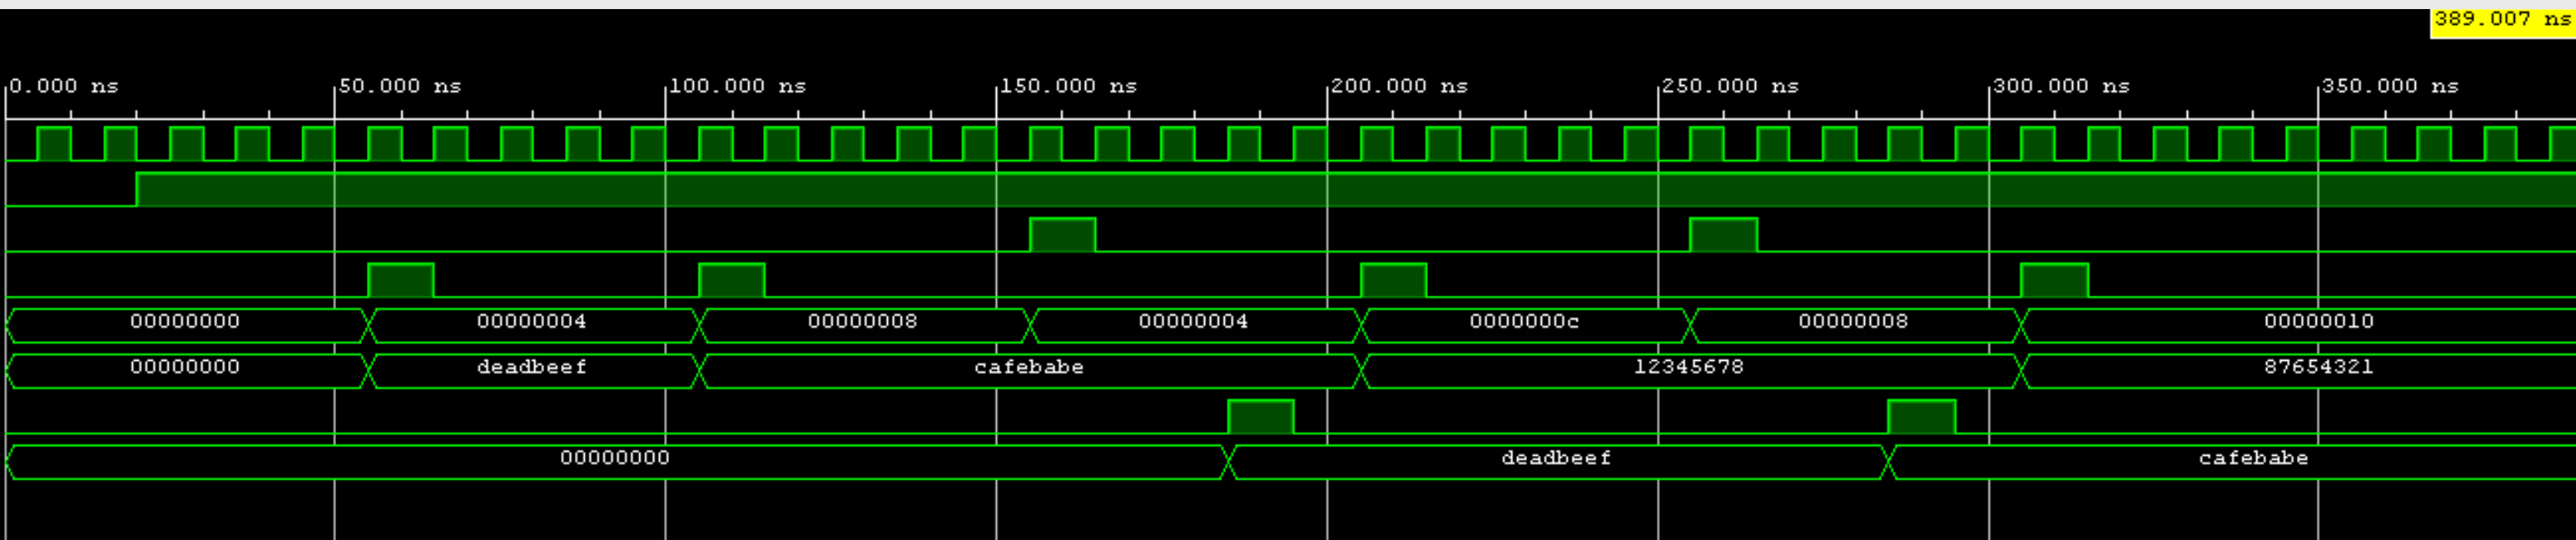 389.007 ns
0.000 ns 50.000 ns 100.000 ns 150.000 ns 200.000 ns 250.000 ns 300.000 ns 350.000 ns
00000000 00000004 00000008 00000004 0000000c 00000008 00000010
00000000 deadbeef cafebabe 12345678 87654321
00000000 deadbeef cafebabe